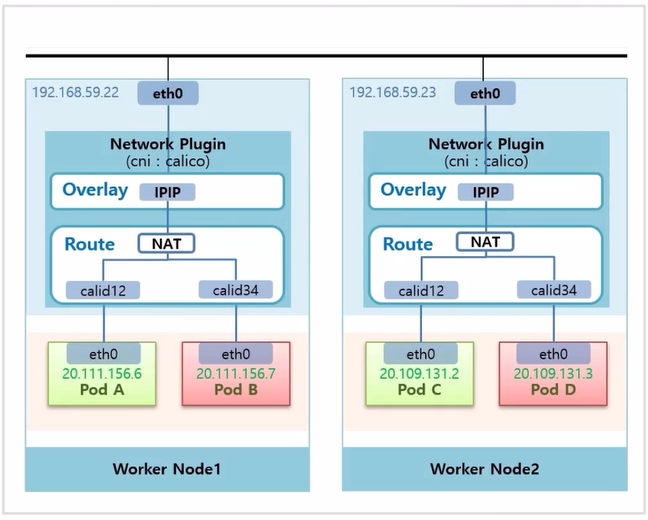 192.168.59.22
eth0
Network Plugin
(cni : calico)
Overlay
IPIP
Route
NAT
calid12
calid34
eth0
20.111.156.6
Pod A
eth0
20.111.156.7
Pod B
Worker Node1
192.168.59.23
eth0
Network Plugin
(cni : calico)
Overlay
IPIP
Route
NAT
calid12
calid34
eth0
20.109.131.2
Pod C
eth0
20.109.131.3
Pod D
Worker Node2